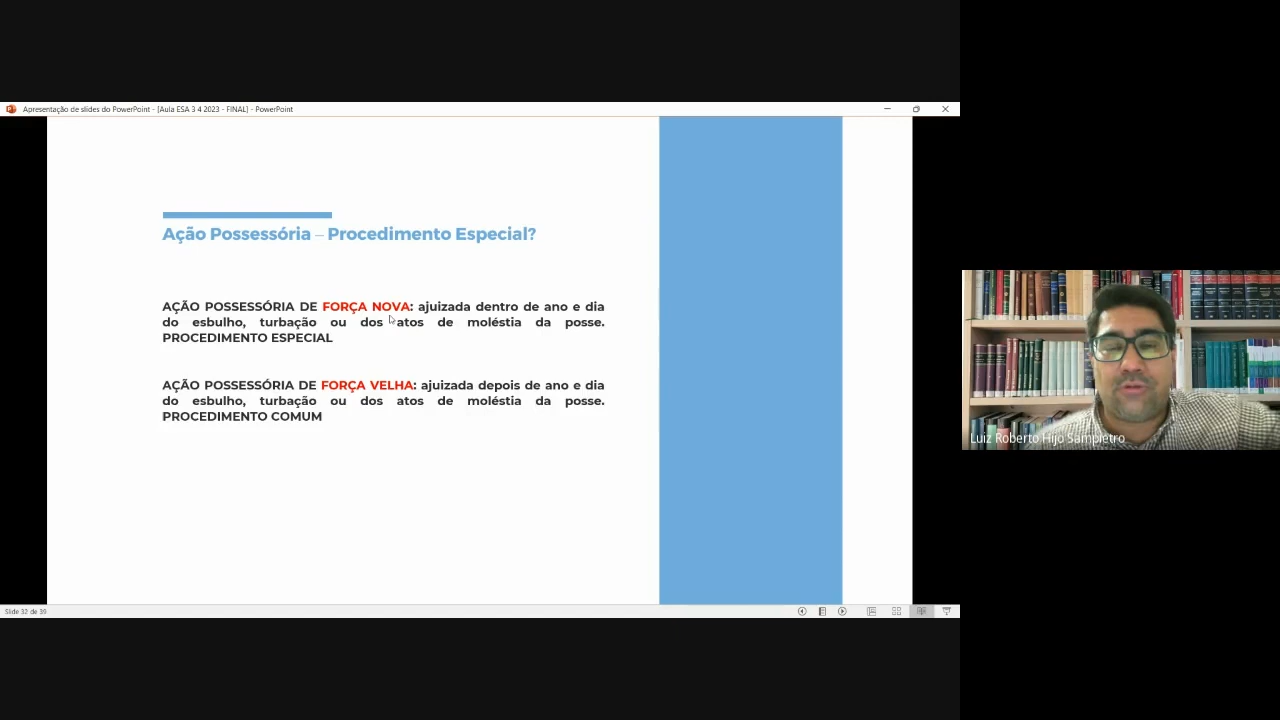 Apresentação de slides do PowerPoint - [Aula ESA 3 4 2023 - FINAL] - PowerPoint
Ação Possessória – Procedimento Especial?
AÇÃO POSSESSÓRIA DE FORÇA NOVA: ajuizada dentro de ano e dia
do esbulho, turbação ou dos atos de moléstia da posse.
PROCEDIMENTO ESPECIAL
AÇÃO POSSESSÓRIA DE FORÇA VELHA: ajuizada depois de ano e dia
do esbulho, turbação ou dos atos de moléstia da posse.
PROCEDIMENTO COMUM
Luiz Roberto Hijo Sampietro
Slide 32 de 39